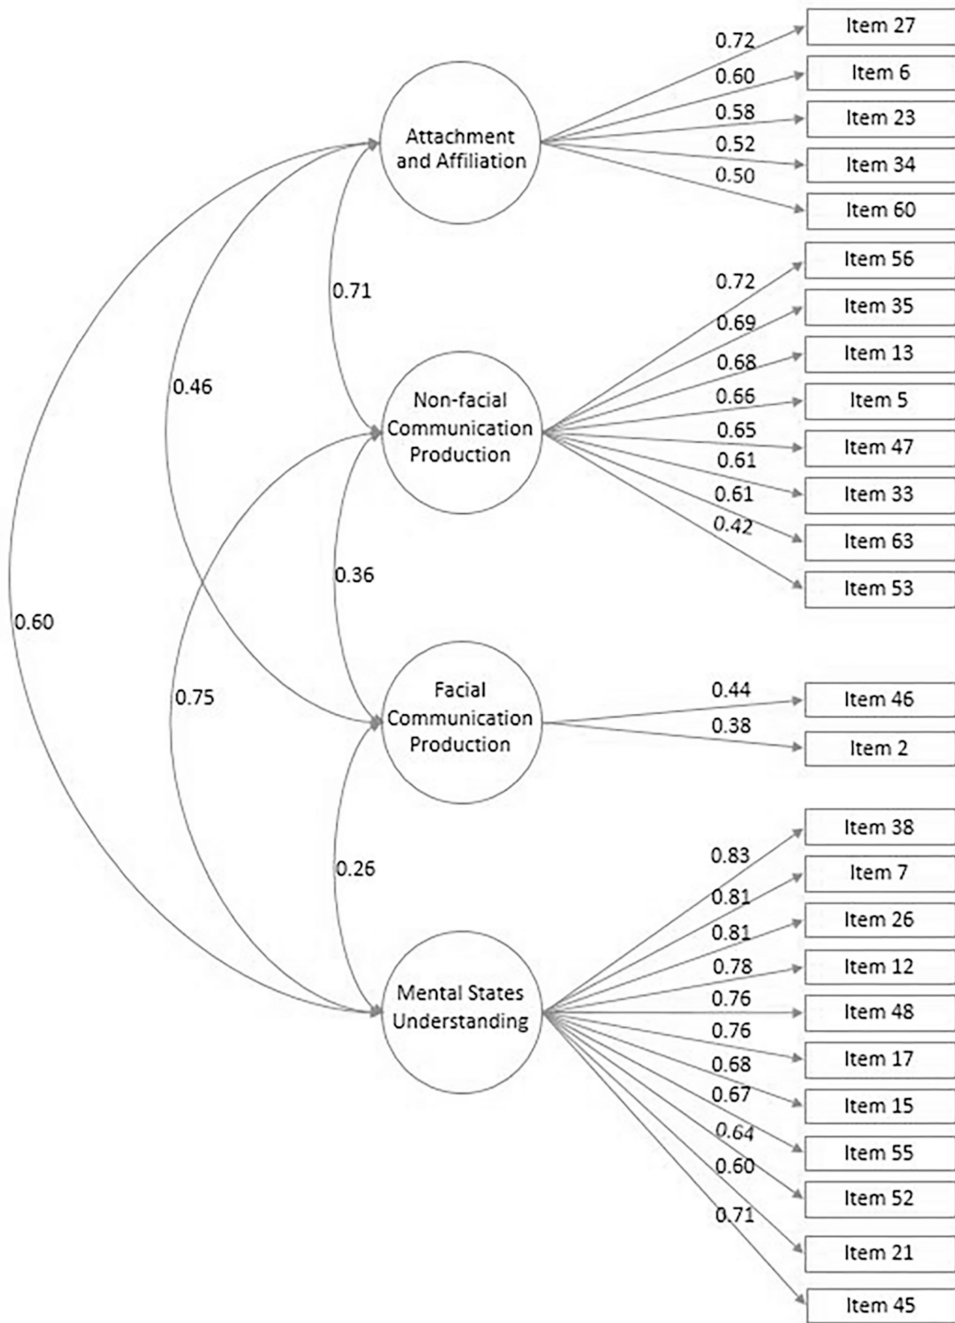 0.72
Item 27
0.60
Item 6
0.58
Item 23
0.52
Item 34
0.50
Item 60
Attachment
and Affiliation
0.71
0.46
0.60
0.72
Item 56
0.69
Item 35
0.68
Item 13
0.66
Item 5
0.65
Item 47
0.61
Item 33
0.61
Item 63
0.42
Item 53
Non-facial
Communication
Production
0.36
0.75
0.44
Item 46
0.38
Item 2
Facial
Communication
Production
0.26
0.83
Item 38
0.81
Item 7
0.81
Item 26
0.78
Item 12
0.76
Item 48
0.76
Item 17
0.68
Item 15
0.67
Item 55
0.64
Item 52
0.60
Item 21
0.71
Item 45
Mental States
Understanding